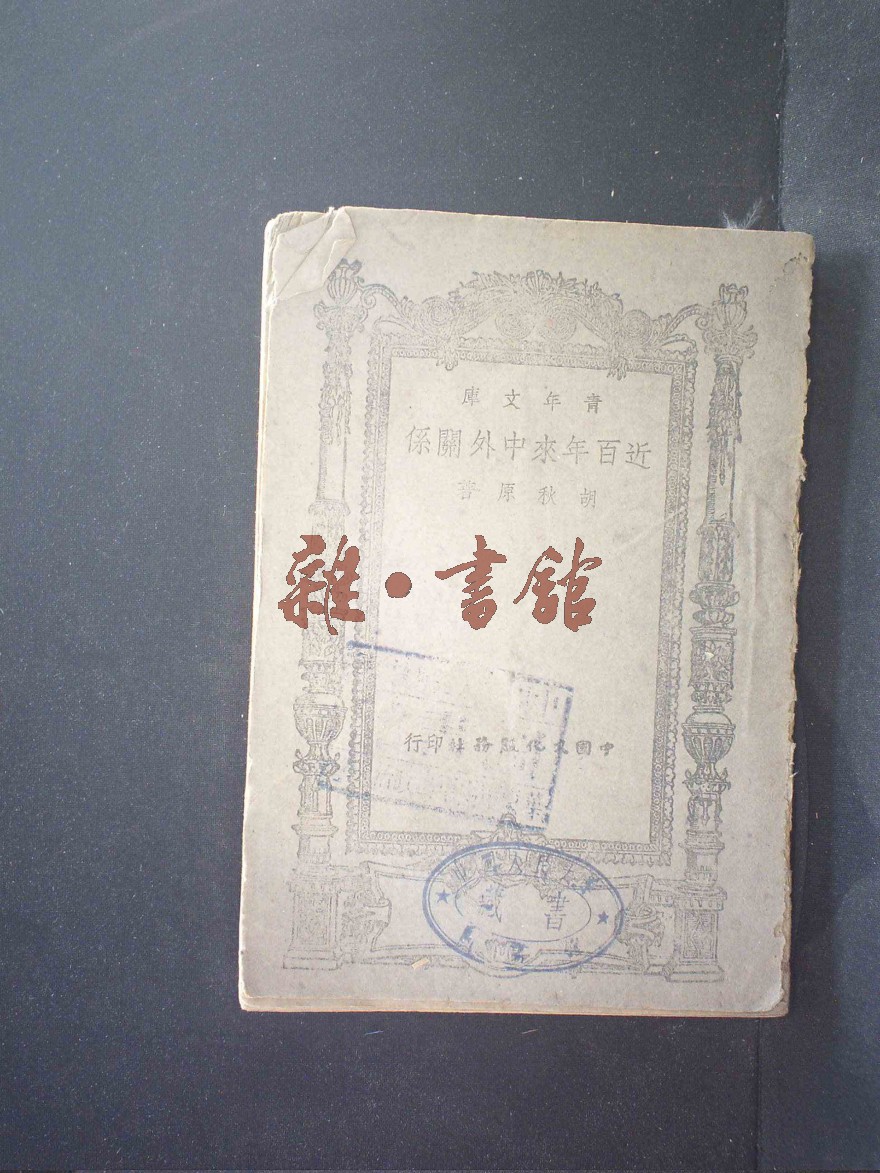 青年文庫
近百年來中外關係
胡秋原著
雜·書館
中國文化服務社印行